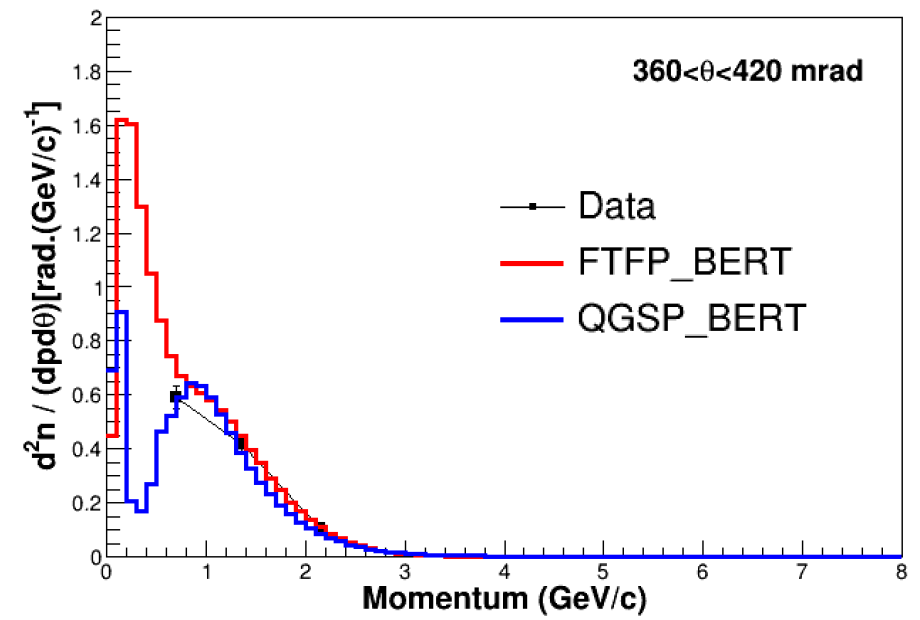 360<θ<420 mrad
Data
FTFP_BERT
QGSP_BERT
d²n / (dpdθ)[rad.(GeV/c)⁻¹]
2
1.8
1.6
1.4
1.2
1
0.8
0.6
0.4
0.2
0
0 1 2 3 4 5 6 7 8
Momentum (GeV/c)